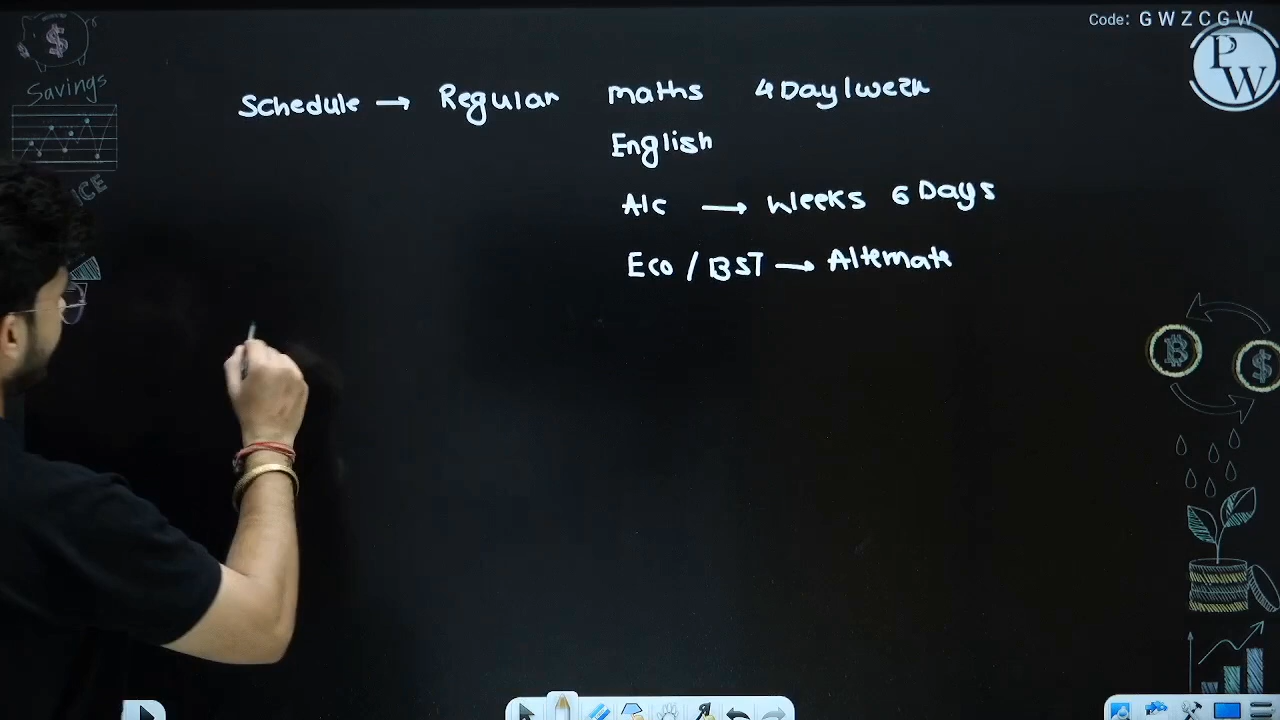 Code: G W Z C G W
P W
Savings
Schedule → Regular maths 4 Day/week
English
A/c → Weeks 6 Days
Eco / BST → Alternate